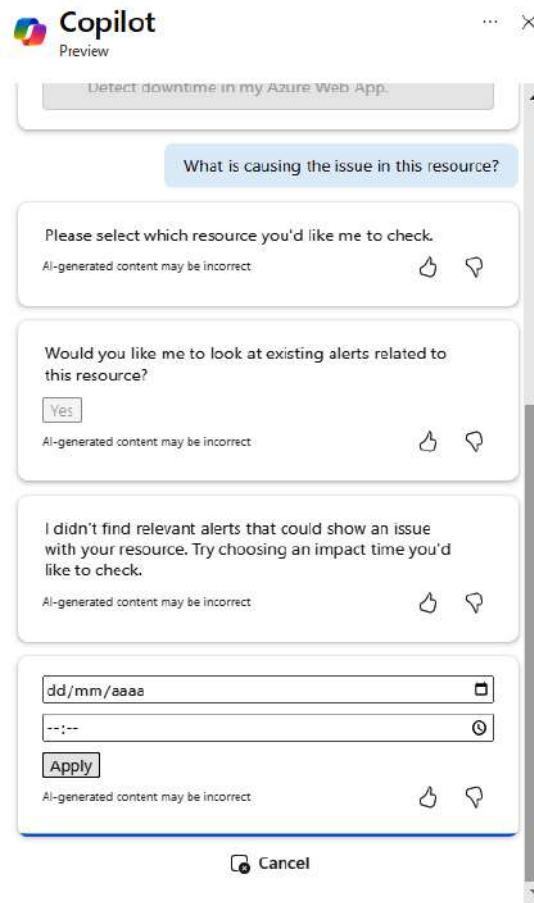 Copilot
Preview
Detect downtime in my Azure Web App.
What is causing the issue in this resource?
Please select which resource you'd like me to check.
AI-generated content may be incorrect
Would you like me to look at existing alerts related to
this resource?
Yes
AI-generated content may be incorrect
I didn't find relevant alerts that could show an issue
with your resource. Try choosing an impact time you'd
like to check.
AI-generated content may be incorrect
dd/mm/aaaa
--:--
Apply
AI-generated content may be incorrect
Cancel